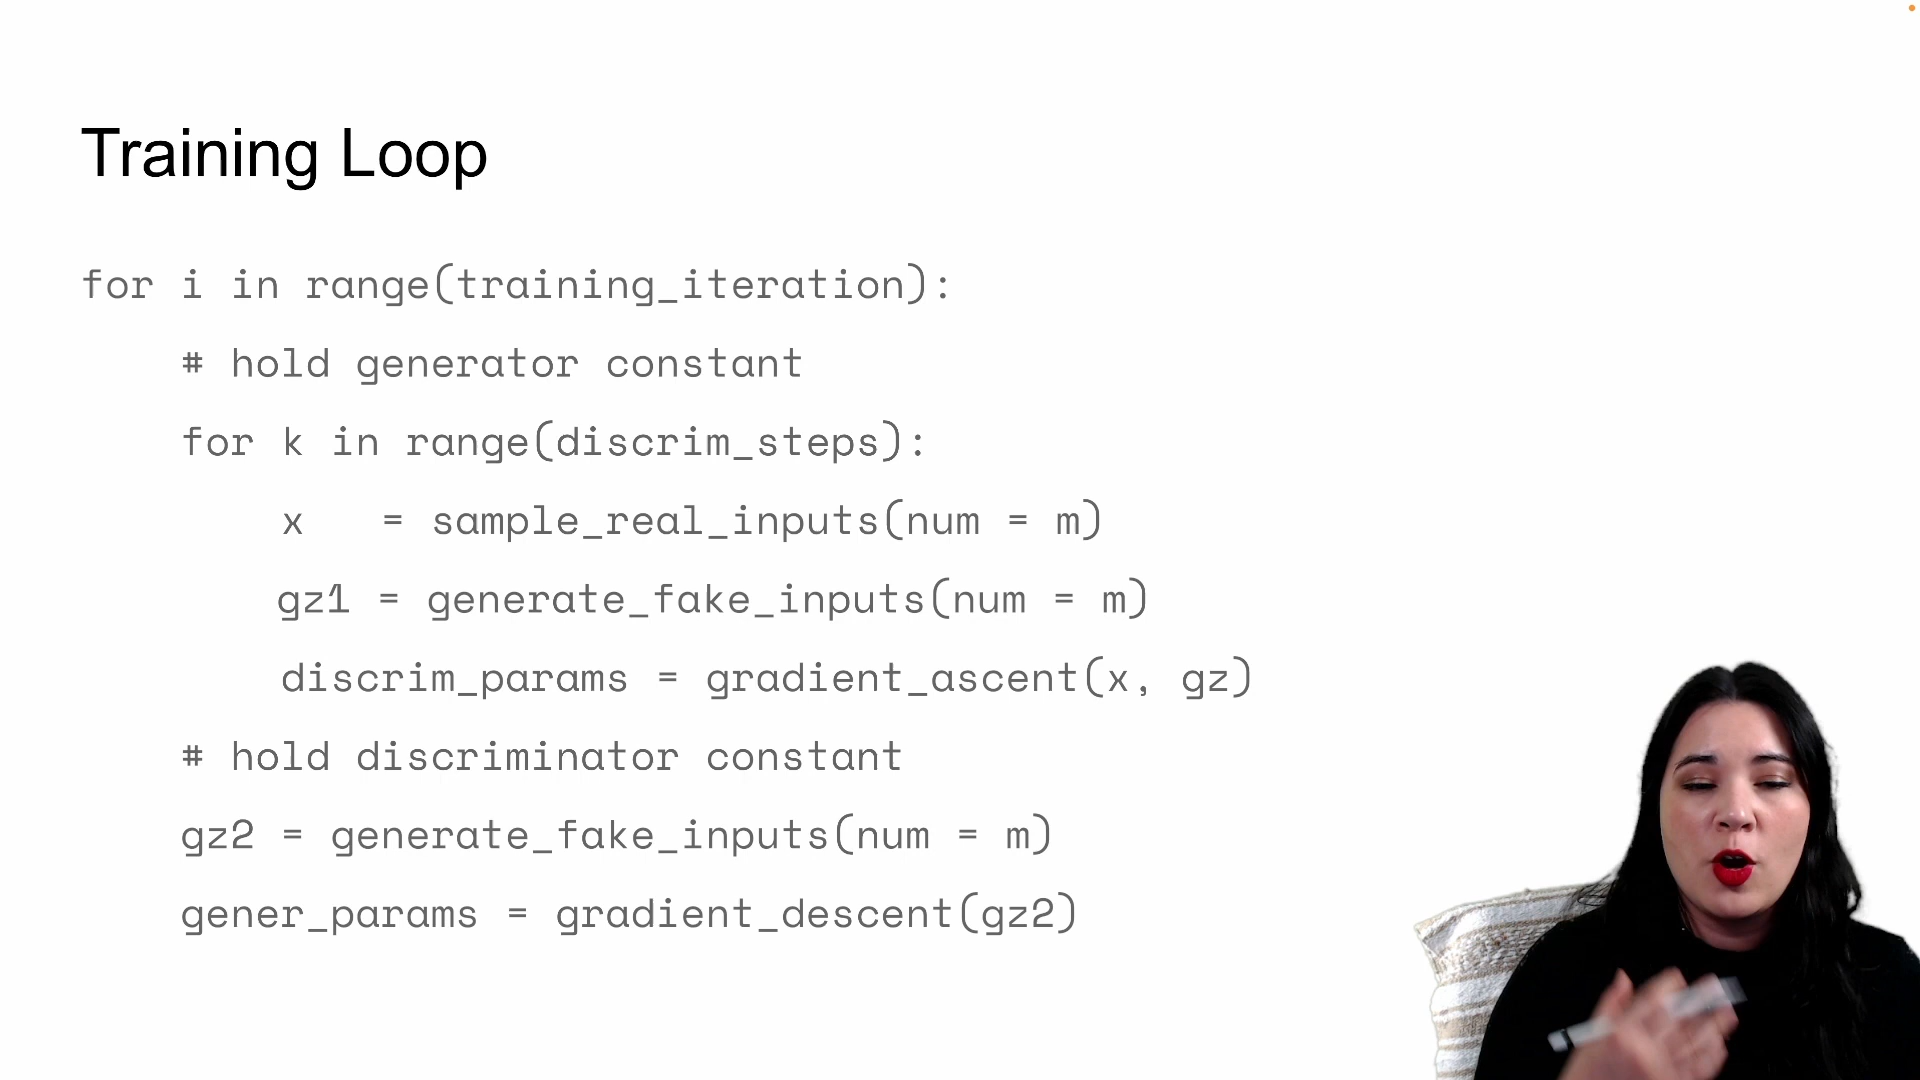 Training Loop
for i in range(training_iteration):
# hold generator constant
for k in range(discrim_steps):
x = sample_real_inputs(num = m)
gz1 = generate_fake_inputs(num = m)
discrim_params = gradient_ascent(x, gz)
# hold discriminator constant
gz2 = generate_fake_inputs(num = m)
gener_params = gradient_descent(gz2)